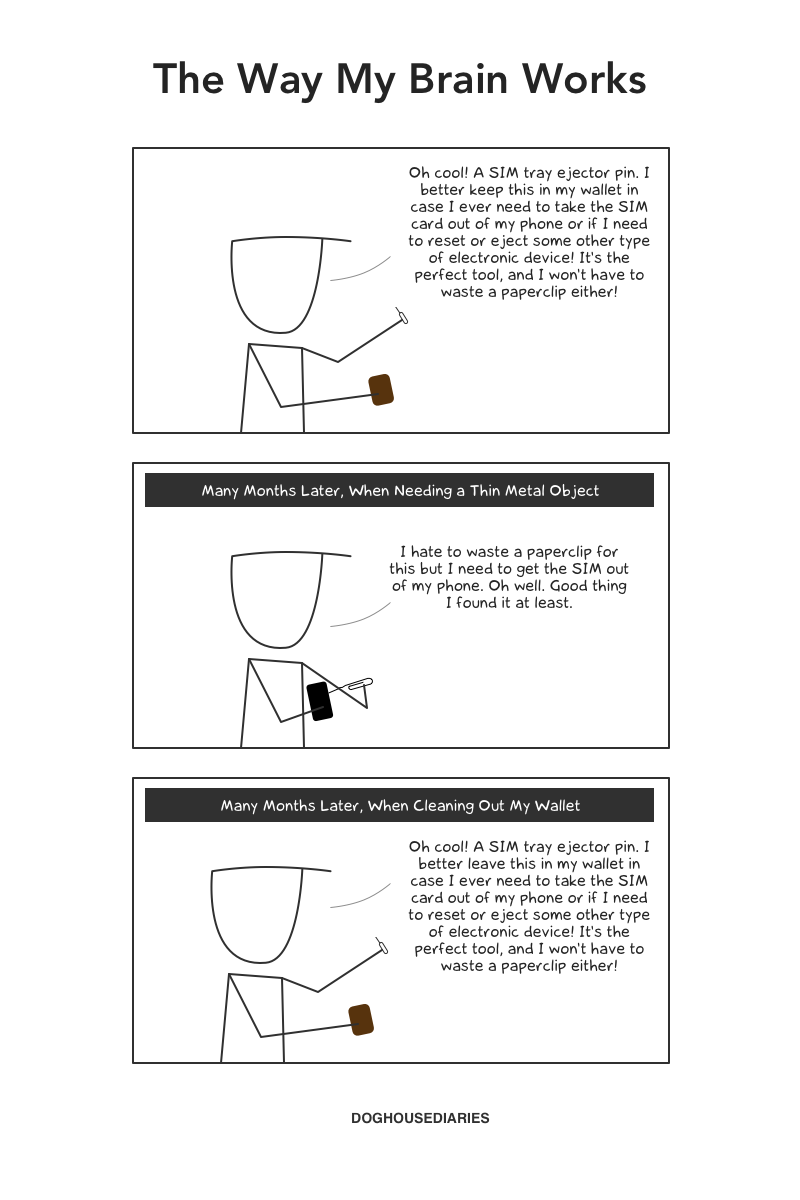 The Way My Brain Works
Oh cool! A SIM tray ejector pin. I
better keep this in my wallet in
case I ever need to take the SIM
card out of my phone or if I need
to reset or eject some other type
of electronic device! It's the
perfect tool, and I won't have to
waste a paperclip either!
Many Months Later, When Needing a Thin Metal Object
I hate to waste a paperclip for
this but I need to get the SIM out
of my phone. Oh well. Good thing
I found it at least.
Many Months Later, When Cleaning Out My Wallet
Oh cool! A SIM tray ejector pin. I
better leave this in my wallet in
case I ever need to take the SIM
card out of my phone or if I need
to reset or eject some other type
of electronic device! It's the
perfect tool, and I won't have to
waste a paperclip either!
DOGHOUSEDIARIES